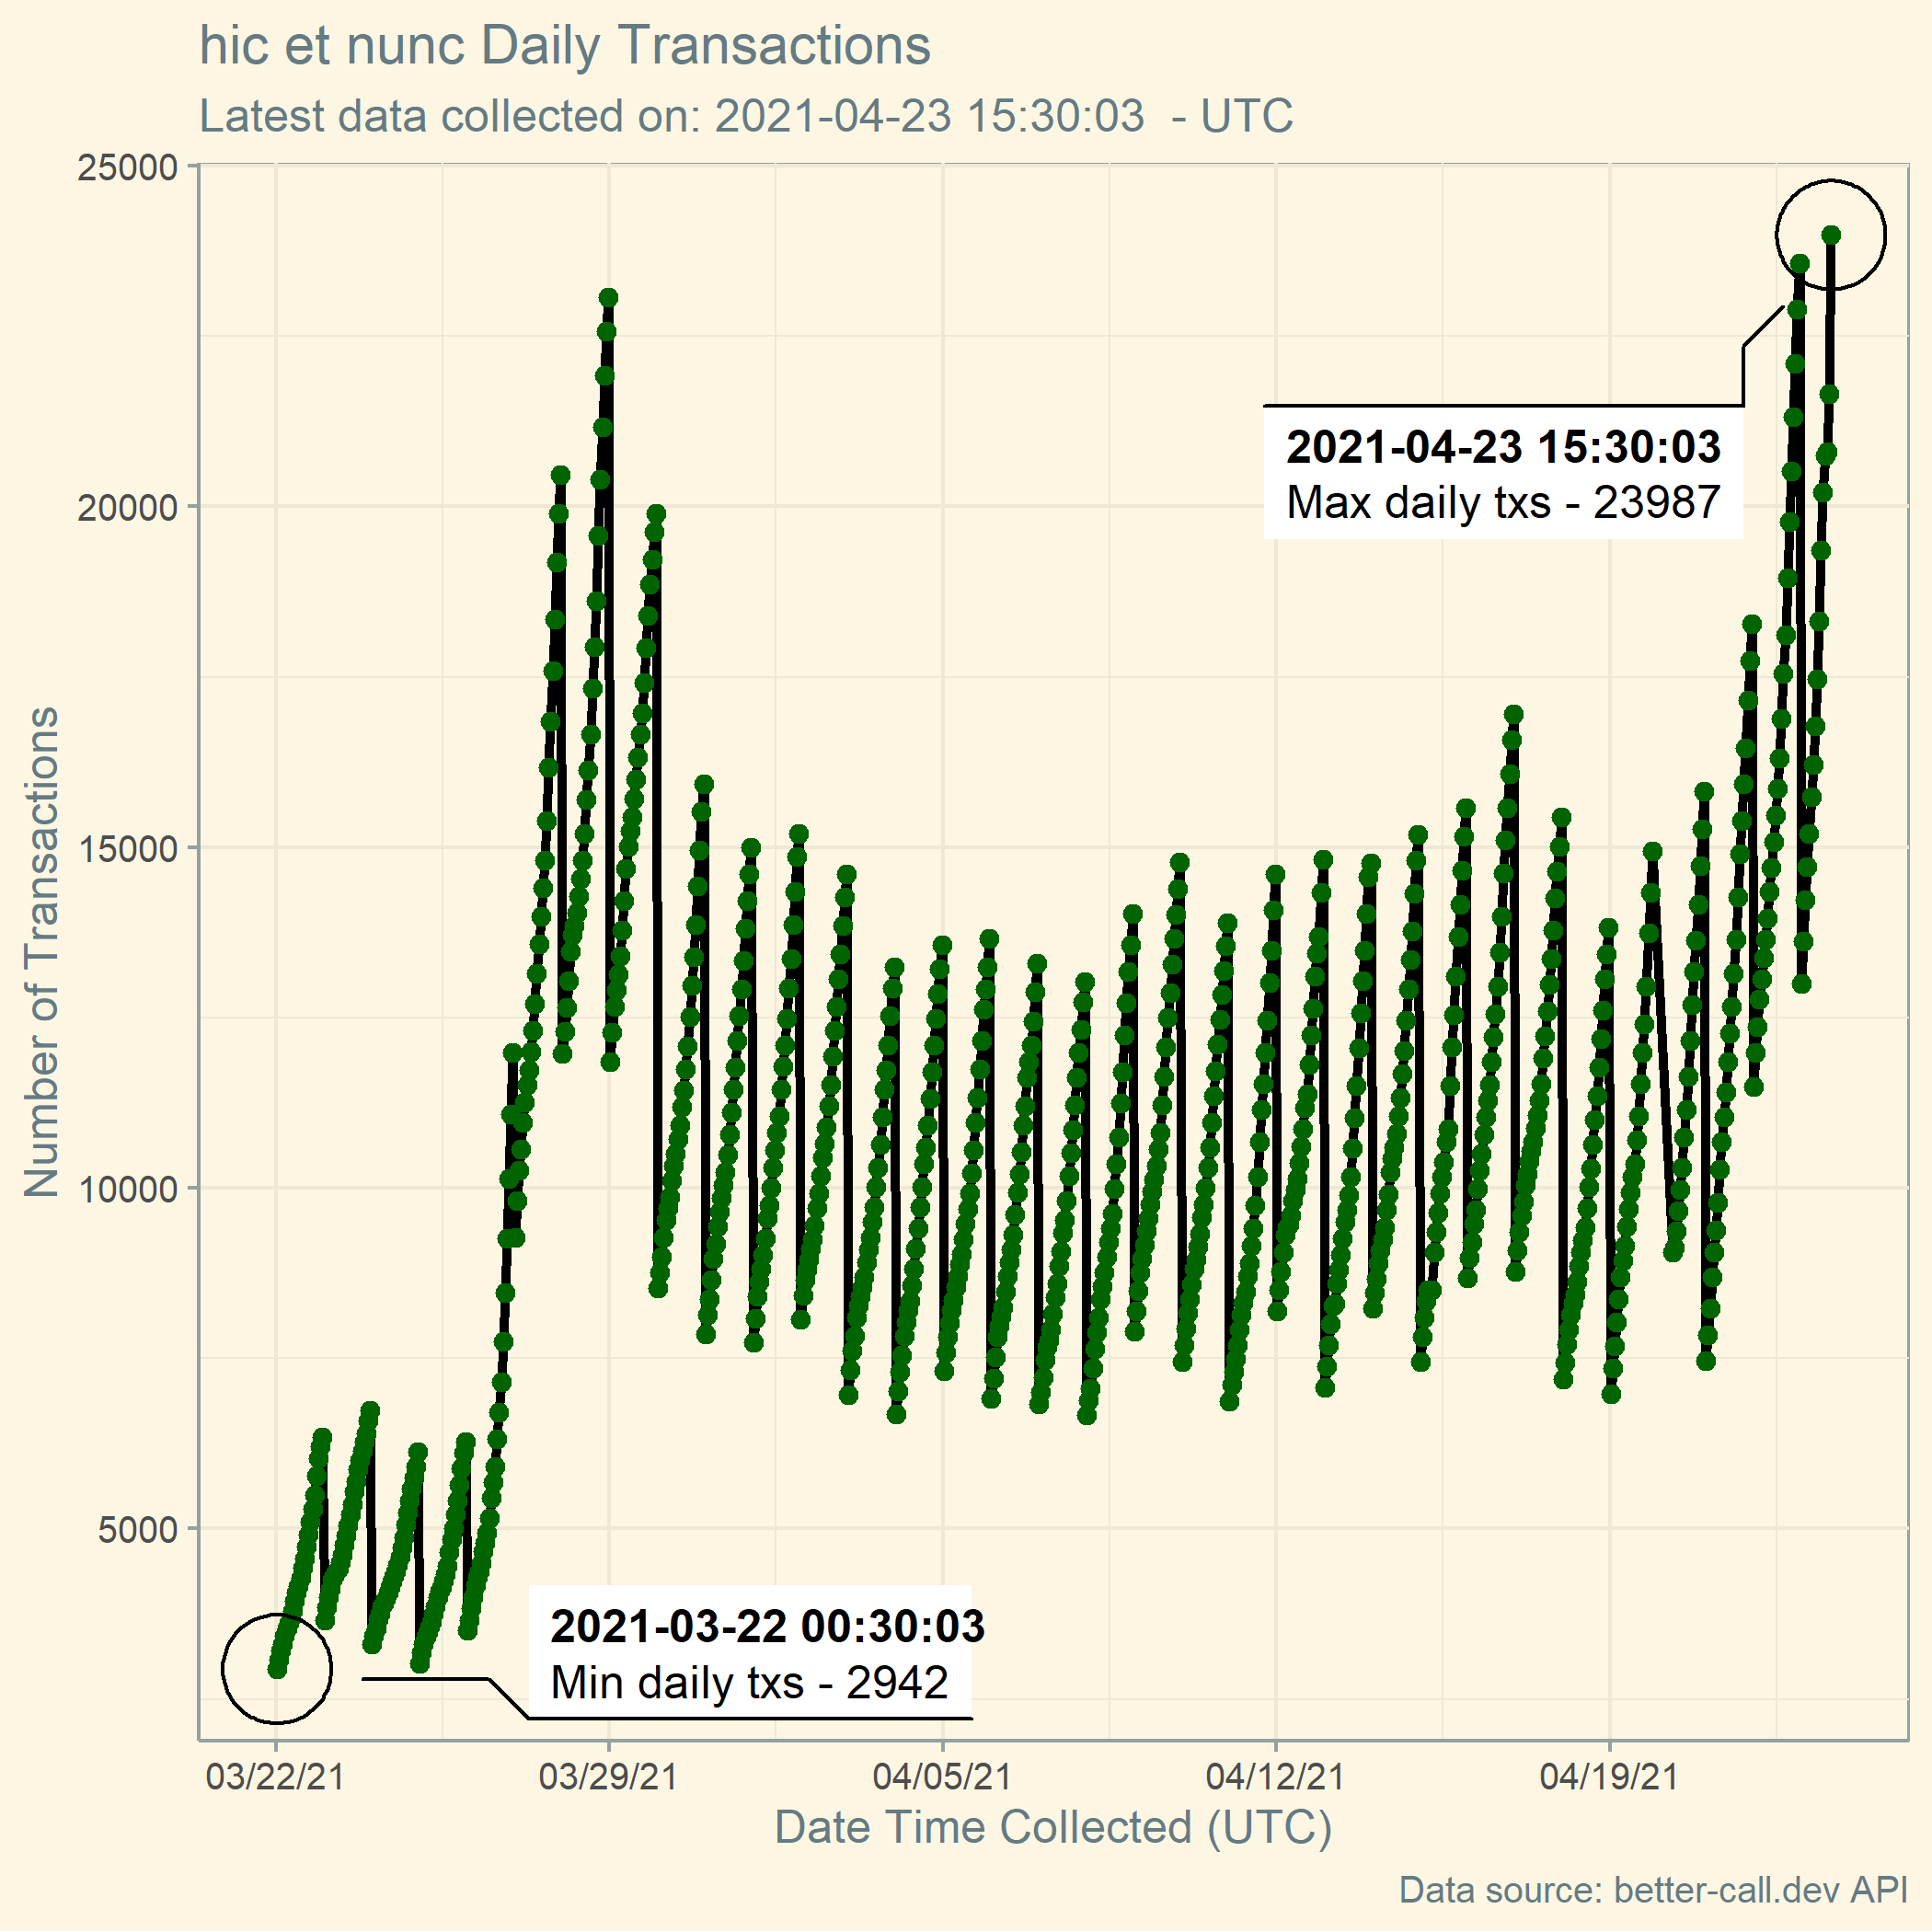 hic et nunc Daily Transactions
Latest data collected on: 2021-04-23 15:30:03  - UTC
25000
20000
15000
10000
5000
Number of Transactions
2021-04-23 15:30:03
Max daily txs - 23987
2021-03-22 00:30:03
Min daily txs - 2942
03/22/21 03/29/21 04/05/21 04/12/21 04/19/21
Date Time Collected (UTC)
Data source: better-call.dev API